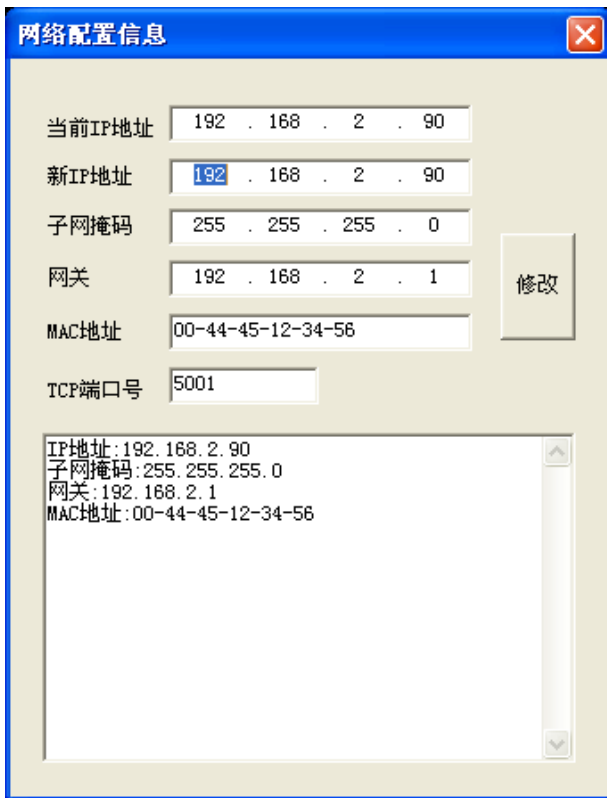 网络配置信息
当前IP地址 192 . 168 . 2 . 90
新IP地址 192 . 168 . 2 . 90
子网掩码 255 . 255 . 255 . 0
网关 192 . 168 . 2 . 1
修改
MAC地址 00-44-45-12-34-56
TCP端口号 5001
IP地址:192.168.2.90
子网掩码:255.255.255.0
网关:192.168.2.1
MAC地址:00-44-45-12-34-56